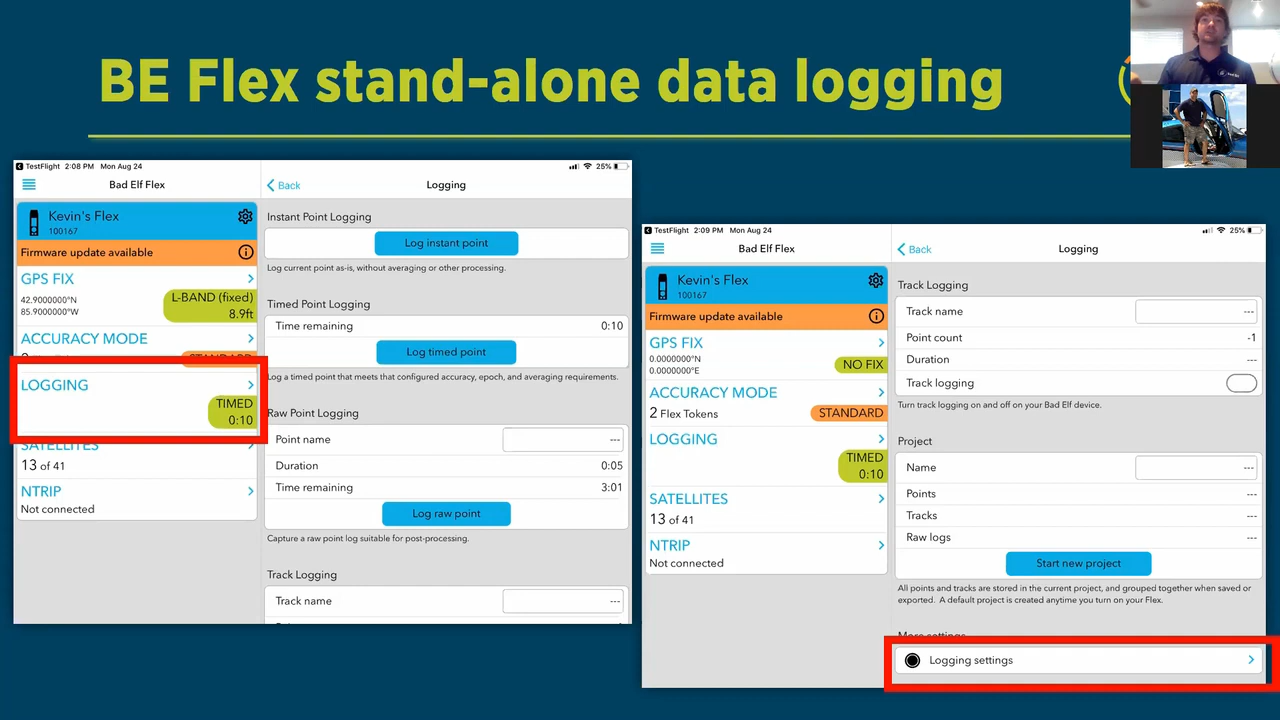 BE Flex stand-alone data logging
TestFlight 2:08 PM Mon Aug 24
25%
Bad Elf Flex
Back
Logging
Kevin's Flex
100167
Firmware update available
GPS FIX
42.9000000°N
85.9000000°W
L-BAND (fixed)
8.9ft
ACCURACY MODE
STANDARD
LOGGING
TIMED
0:10
SATELLITES
13 of 41
NTRIP
Not connected
Instant Point Logging
Log instant point
Log current point as-is, without averaging or other processing.
Timed Point Logging
Time remaining 0:10
Log timed point
Log a timed point that meets that configured accuracy, epoch, and averaging requirements.
Raw Point Logging
Point name ---
Duration 0:05
Time remaining 3:01
Log raw point
Capture a raw point log suitable for post-processing.
Track Logging
Track name ---
TestFlight 2:09 PM Mon Aug 24
25%
Bad Elf Flex
Back
Logging
Kevin's Flex
100167
Firmware update available
GPS FIX
0.0000000°N
0.0000000°E
NO FIX
ACCURACY MODE
2 Flex Tokens STANDARD
LOGGING
TIMED
0:10
SATELLITES
13 of 41
NTRIP
Not connected
Track Logging
Track name ---
Point count -1
Duration ---
Track logging
Turn track logging on and off on your Bad Elf device.
Project
Name ---
Points ---
Tracks ---
Raw logs ---
Start new project
All points and tracks are stored in the current project, and grouped together when saved or
exported. A default project is created anytime you turn on your Flex.
More settings
Logging settings